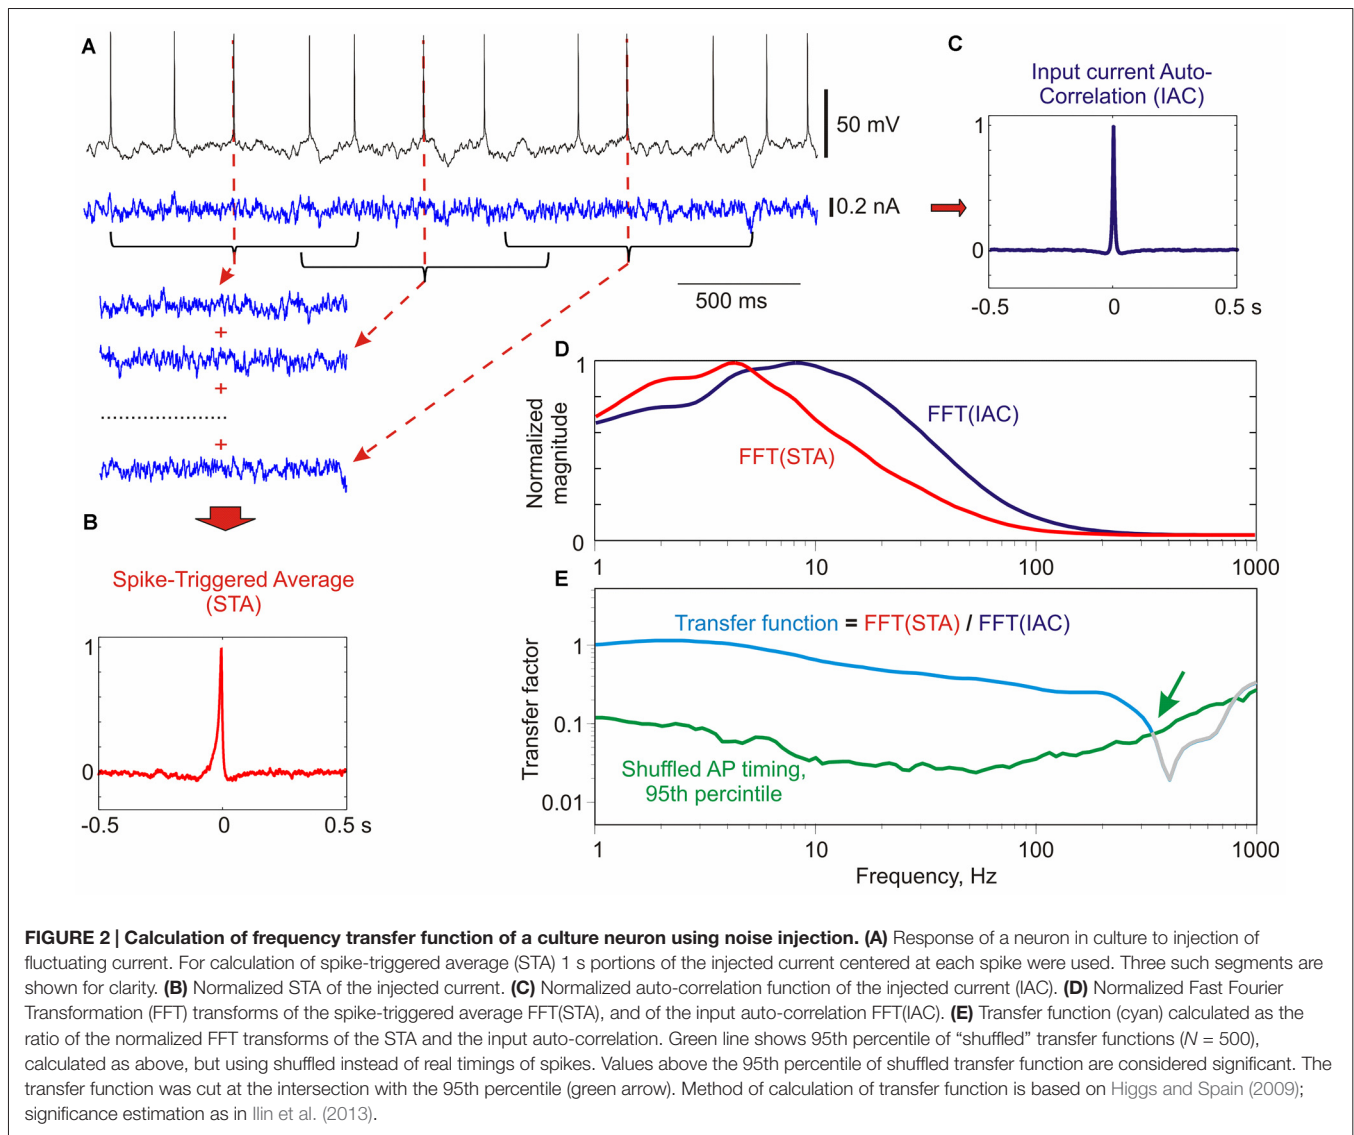 A
50 mV
0.2 nA
500 ms
+
+
+
B
Spike-Triggered Average
(STA)
1
0
-0.5
0
0.5 s
C
Input current Auto-
Correlation (IAC)
1
0
-0.5
0
0.5 s
D
1
Normalized
magnitude
0
FFT(IAC)
FFT(STA)
1
10
100
1000
E
Transfer function = FFT(STA) / FFT(IAC)
Transfer factor
1
0.1
0.01
Shuffled AP timing,
95th percentile
1
10
100
1000
Frequency, Hz
FIGURE 2 | Calculation of frequency transfer function of a culture neuron using noise injection. (A) Response of a neuron in culture to injection of
fluctuating current. For calculation of spike-triggered average (STA) 1 s portions of the injected current centered at each spike were used. Three such segments are
shown for clarity. (B) Normalized STA of the injected current. (C) Normalized auto-correlation function of the injected current (IAC). (D) Normalized Fast Fourier
Transformation (FFT) transforms of the spike-triggered average FFT(STA), and of the input auto-correlation FFT(IAC). (E) Transfer function (cyan) calculated as the
ratio of the normalized FFT transforms of the STA and the input auto-correlation. Green line shows 95th percentile of “shuffled” transfer functions (N = 500),
calculated as above, but using shuffled instead of real timings of spikes. Values above the 95th percentile of shuffled transfer function are considered significant. The
transfer function was cut at the intersection with the 95th percentile (green arrow). Method of calculation of transfer function is based on Higgs and Spain (2009);
significance estimation as in Ilin et al. (2013).